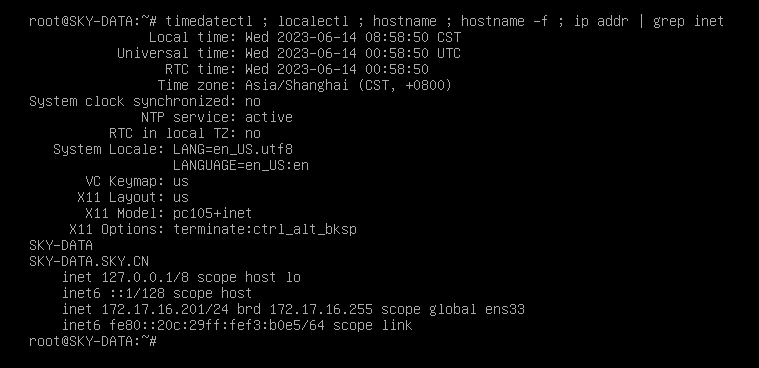 root@SKY-DATA:~# timedatectl ; localectl ; hostname ; hostname -f ; ip addr | grep inet
Local time: Wed 2023-06-14 08:58:50 CST
Universal time: Wed 2023-06-14 00:58:50 UTC
RTC time: Wed 2023-06-14 00:58:50
Time zone: Asia/Shanghai (CST, +0800)
System clock synchronized: no
NTP service: active
RTC in local TZ: no
System Locale: LANG=en_US.utf8
LANGUAGE=en_US:en
VC Keymap: us
X11 Layout: us
X11 Model: pc105+inet
X11 Options: terminate:ctrl_alt_bksp
SKY-DATA
SKY-DATA.SKY.CN
inet 127.0.0.1/8 scope host lo
inet6 ::1/128 scope host
inet 172.17.16.201/24 brd 172.17.16.255 scope global ens33
inet6 fe80::20c:29ff:fef3:b0e5/64 scope link
root@SKY-DATA:~#